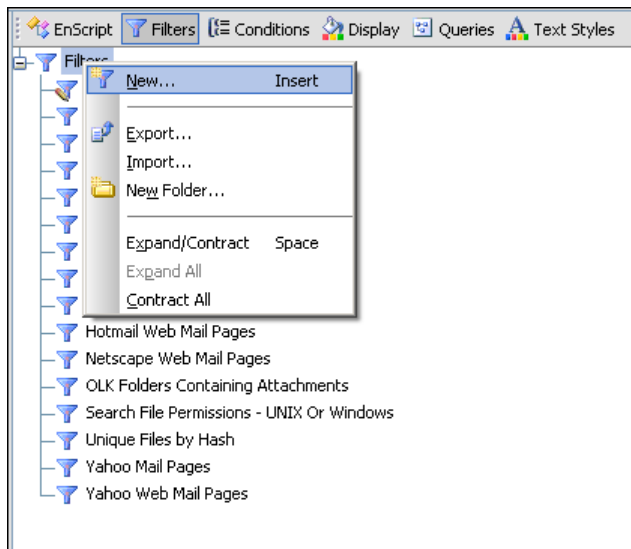 EnScript Filters Conditions Display Queries Text Styles
Filters
New... Insert
Export...
Import...
New Folder...
Expand/Contract Space
Expand All
Contract All
Hotmail Web Mail Pages
Netscape Web Mail Pages
OLK Folders Containing Attachments
Search File Permissions - UNIX Or Windows
Unique Files by Hash
Yahoo Mail Pages
Yahoo Web Mail Pages